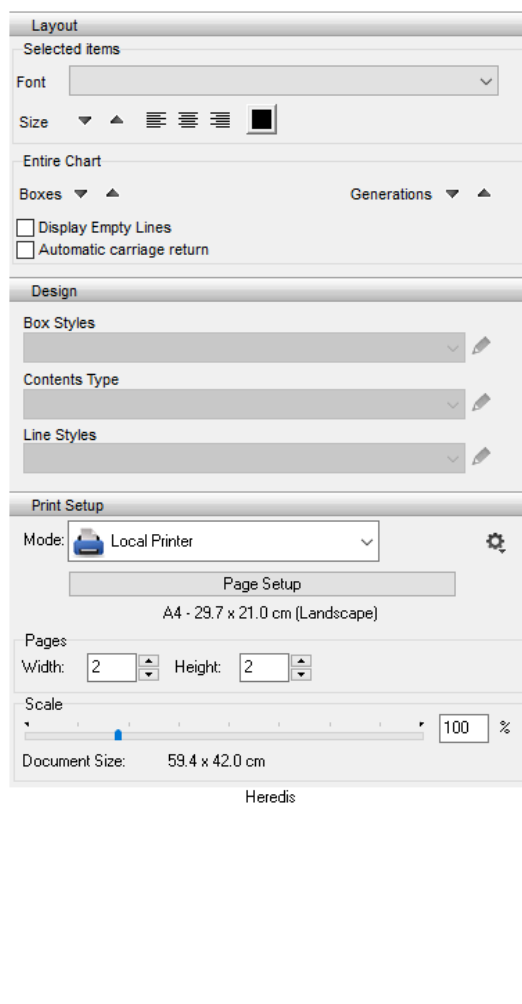 Layout
Selected items
Font
Size
Entire Chart
Boxes Generations
Display Empty Lines
Automatic carriage return
Design
Box Styles
Contents Type
Line Styles
Print Setup
Mode: Local Printer
Page Setup
A4 - 29.7 x 21.0 cm (Landscape)
Pages
Width: 2 Height: 2
Scale
100 %
Document Size: 59.4 x 42.0 cm
Heredis